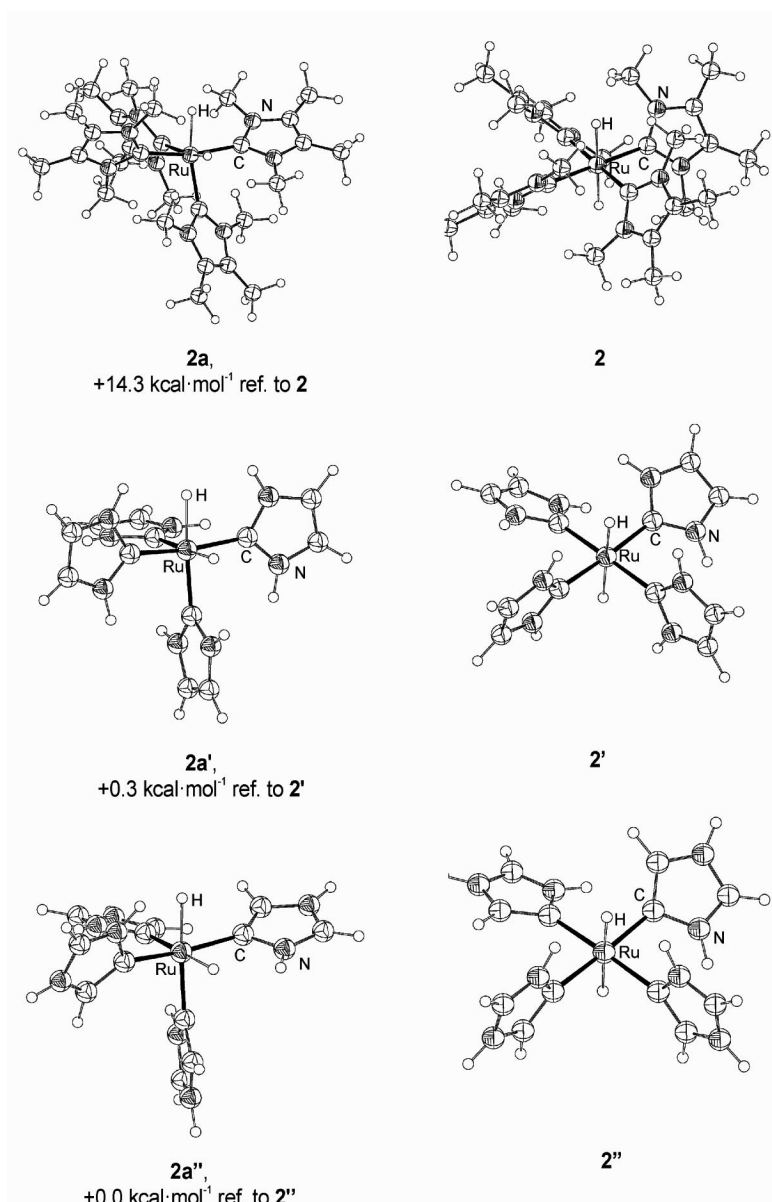 H
N
C
Ru
H
N
C
Ru
2a,
+14.3 kcal·mol⁻¹ ref. to 2
2
H
C
N
Ru
H
C
N
Ru
2a',
+0.3 kcal·mol⁻¹ ref. to 2'
2’
H
C
N
Ru
H
C
N
Ru
2a",
+0.0 kcal·mol⁻¹ ref. to 2"
2”